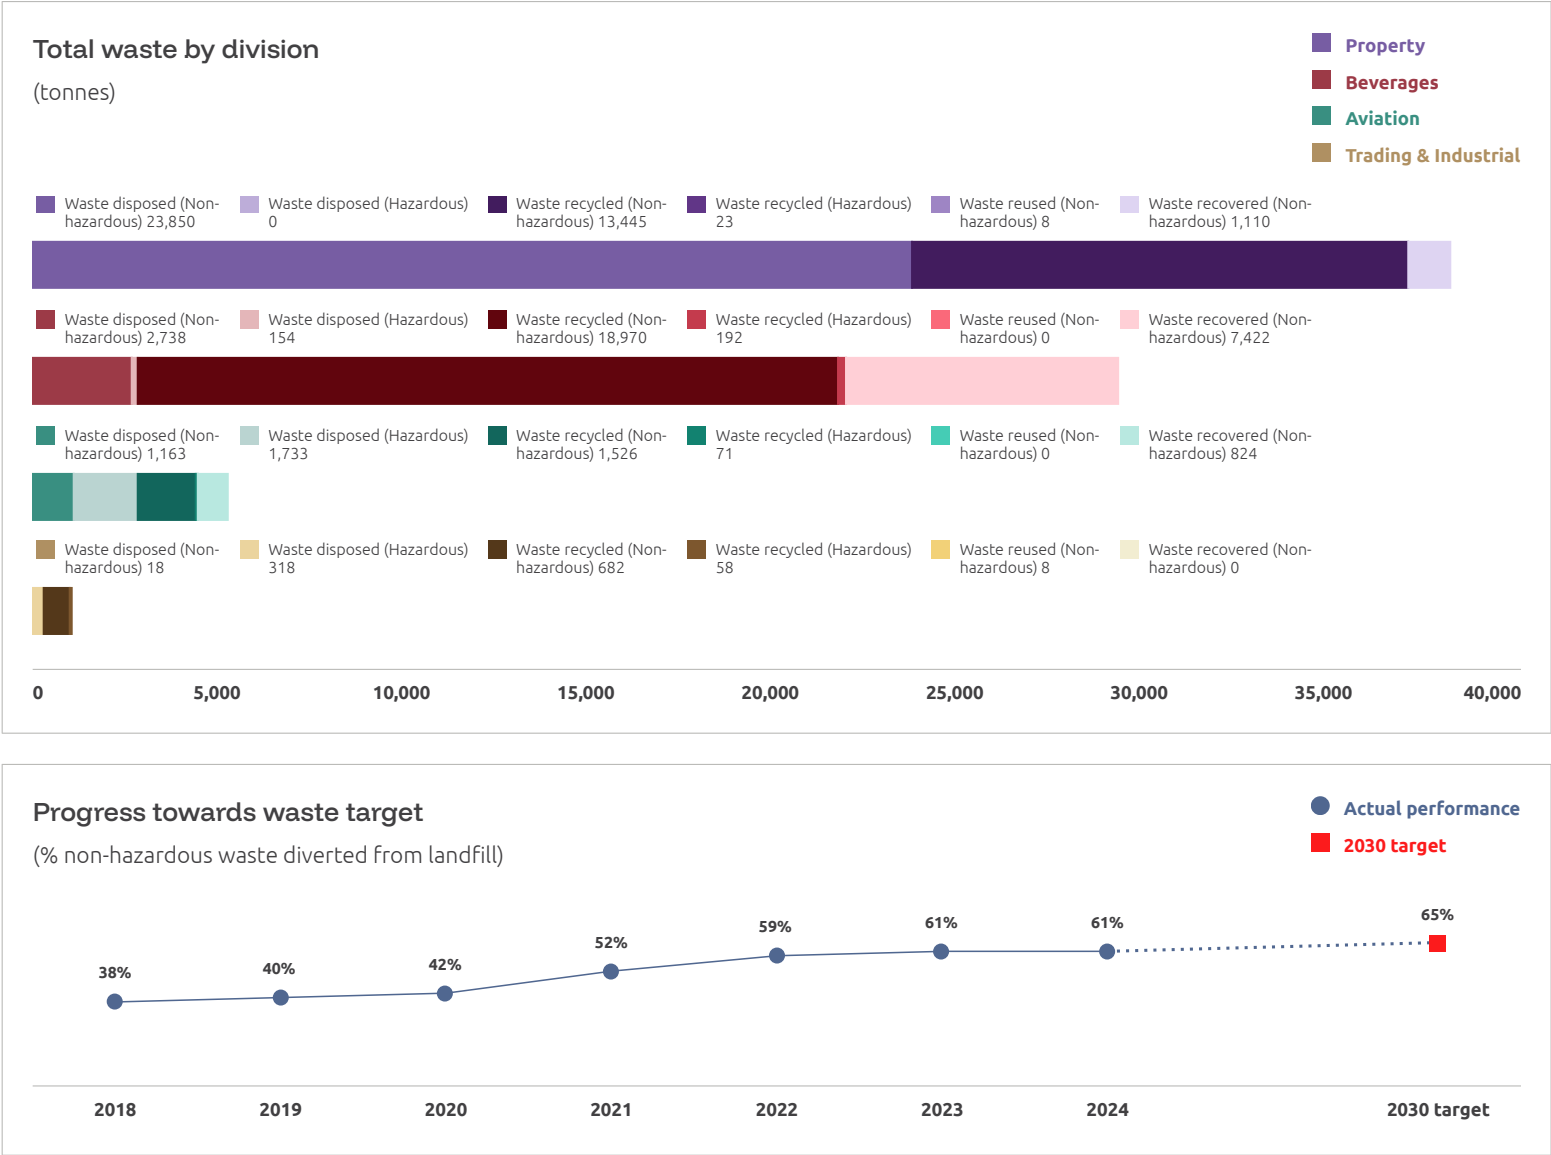 Total waste by division
(tonnes)
Property
Beverages
Aviation
Trading & Industrial
Waste disposed (Non-
hazardous) 23,850
Waste disposed (Hazardous)
0
Waste recycled (Non-
hazardous) 13,445
Waste recycled (Hazardous)
23
Waste reused (Non-
hazardous) 8
Waste recovered (Non-
hazardous) 1,110
Waste disposed (Non-
hazardous) 2,738
Waste disposed (Hazardous)
154
Waste recycled (Non-
hazardous) 18,970
Waste recycled (Hazardous)
192
Waste reused (Non-
hazardous) 0
Waste recovered (Non-
hazardous) 7,422
Waste disposed (Non-
hazardous) 1,163
Waste disposed (Hazardous)
1,733
Waste recycled (Non-
hazardous) 1,526
Waste recycled (Hazardous)
71
Waste reused (Non-
hazardous) 0
Waste recovered (Non-
hazardous) 824
Waste disposed (Non-
hazardous) 18
Waste disposed (Hazardous)
318
Waste recycled (Non-
hazardous) 682
Waste recycled (Hazardous)
58
Waste reused (Non-
hazardous) 8
Waste recovered (Non-
hazardous) 0
0 5,000 10,000 15,000 20,000 25,000 30,000 35,000 40,000
Progress towards waste target
(% non-hazardous waste diverted from landfill)
Actual performance
2030 target
38% 40% 42% 52% 59% 61% 61% 65%
2018 2019 2020 2021 2022 2023 2024 2030 target